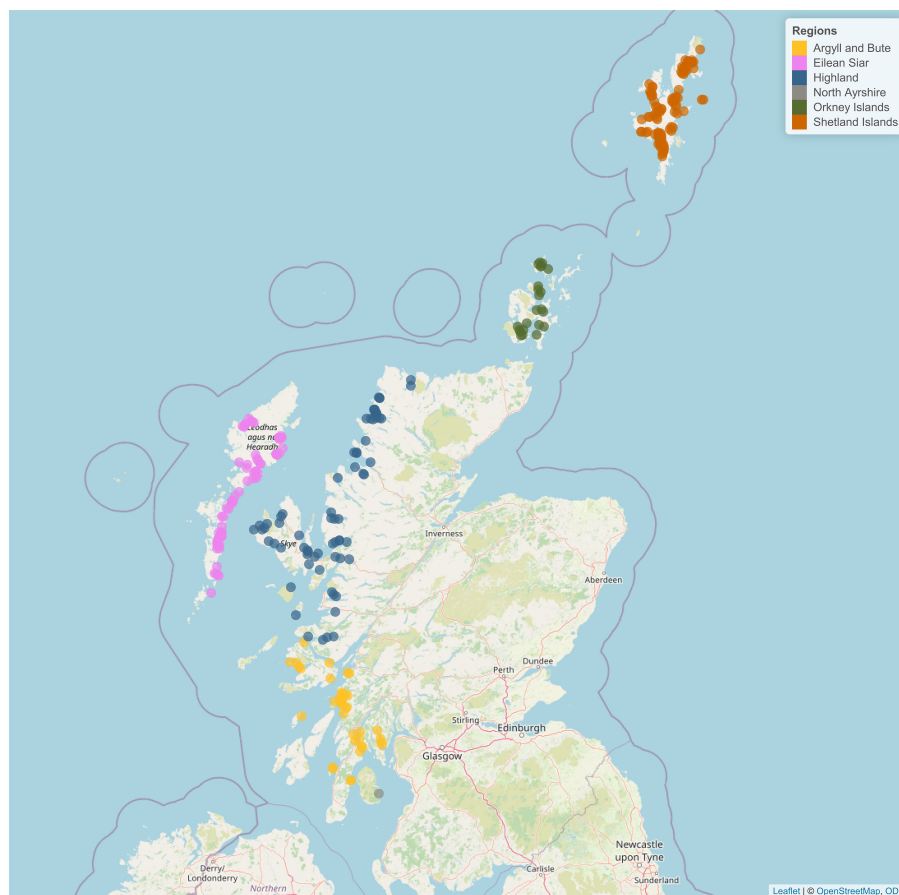 Regions
Argyll and Bute
Eilean Siar
Highland
North Ayrshire
Orkney Islands
Shetland Islands
agus na
Hearadh
Skye
Inverness
Aberdeen
Dundee
Perth
Stirling
Edinburgh
Glasgow
Newcastle
upon Tyne
Carlisle
Sunderland
Derry/
Londonderry
Northern
Leaflet | © OpenStreetMap, OD